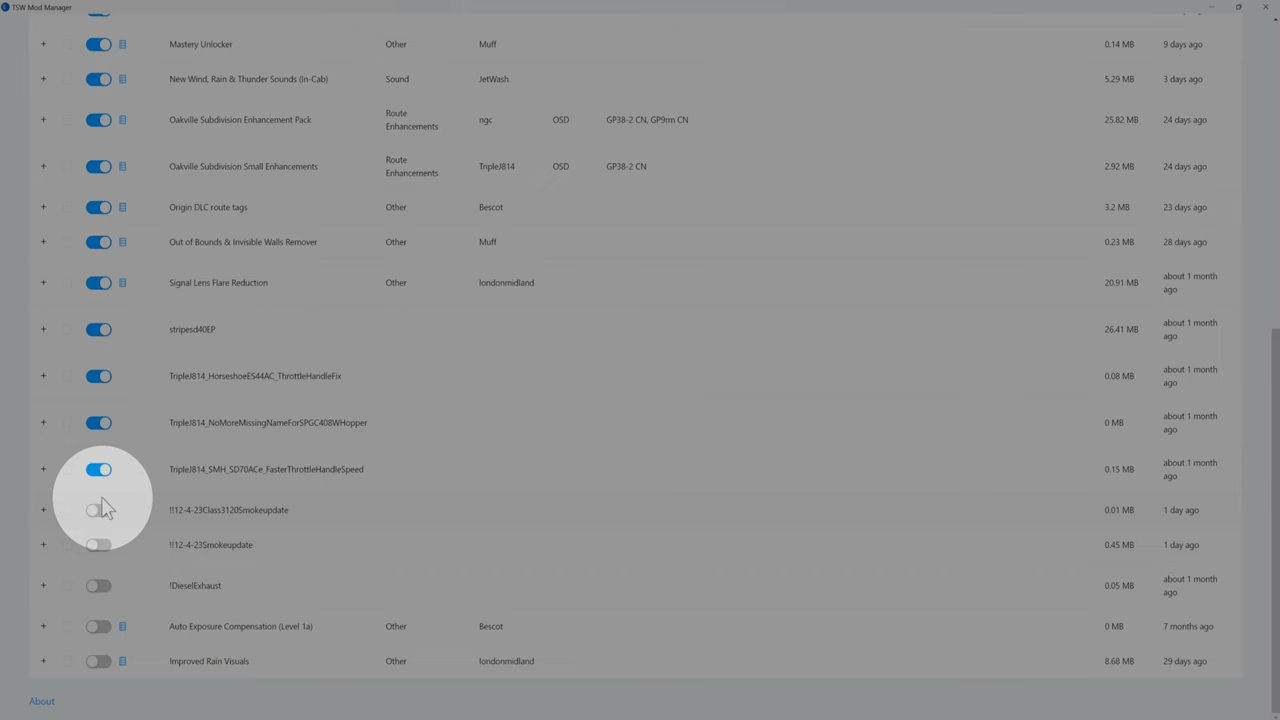 TSW Mod Manager
+ Mastery Unlocker Other Muff 0.14 MB 9 days ago
+ New Wind, Rain & Thunder Sounds (In-Cab) Sound JetWash 5.29 MB 3 days ago
+ Oakville Subdivision Enhancement Pack Route Enhancements ngc OSD GP38-2 CN, GP9rm CN 25.82 MB 24 days ago
+ Oakville Subdivision Small Enhancements Route Enhancements TripleJ814 OSD GP38-2 CN 2.92 MB 24 days ago
+ Origin DLC route tags Other Bescot 3.2 MB 23 days ago
+ Out of Bounds & Invisible Walls Remover Other Muff 0.23 MB 28 days ago
+ Signal Lens Flare Reduction Other londonmidland 20.91 MB about 1 month ago
+ stripesd40EP 26.41 MB about 1 month ago
+ TripleJ814_HorseshoeES44AC_ThrottleHandleFix 0.08 MB about 1 month ago
+ TripleJ814_NoMoreMissingNameForSPGC408WHopper 0 MB about 1 month ago
+ TripleJ814_SMH_SD70ACe_FasterThrottleHandleSpeed 0.15 MB about 1 month ago
+ !!12-4-23Class3120Smokeupdate 0.01 MB 1 day ago
+ !!12-4-23Smokeupdate 0.45 MB 1 day ago
+ !DieselExhaust 0.05 MB about 1 month ago
+ Auto Exposure Compensation (Level 1a) Other Bescot 0 MB 7 months ago
+ Improved Rain Visuals Other londonmidland 8.68 MB 29 days ago
About